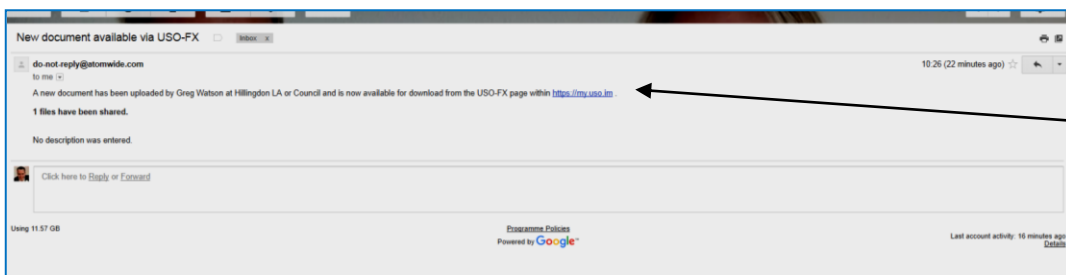 New document available via USO-FX
Inbox x
do-not-reply@atomwide.com
10:26 (22 minutes ago)
to me
A new document has been uploaded by Greg Watson at Hillingdon LA or Council and is now available for download from the USO-FX page within https://my.uso.im .
1 files have been shared.
No description was entered.
Click here to Reply or Forward
Using 11.57 GB
Programme Policies
Powered by Google™
Last account activity: 16 minutes ago
Details